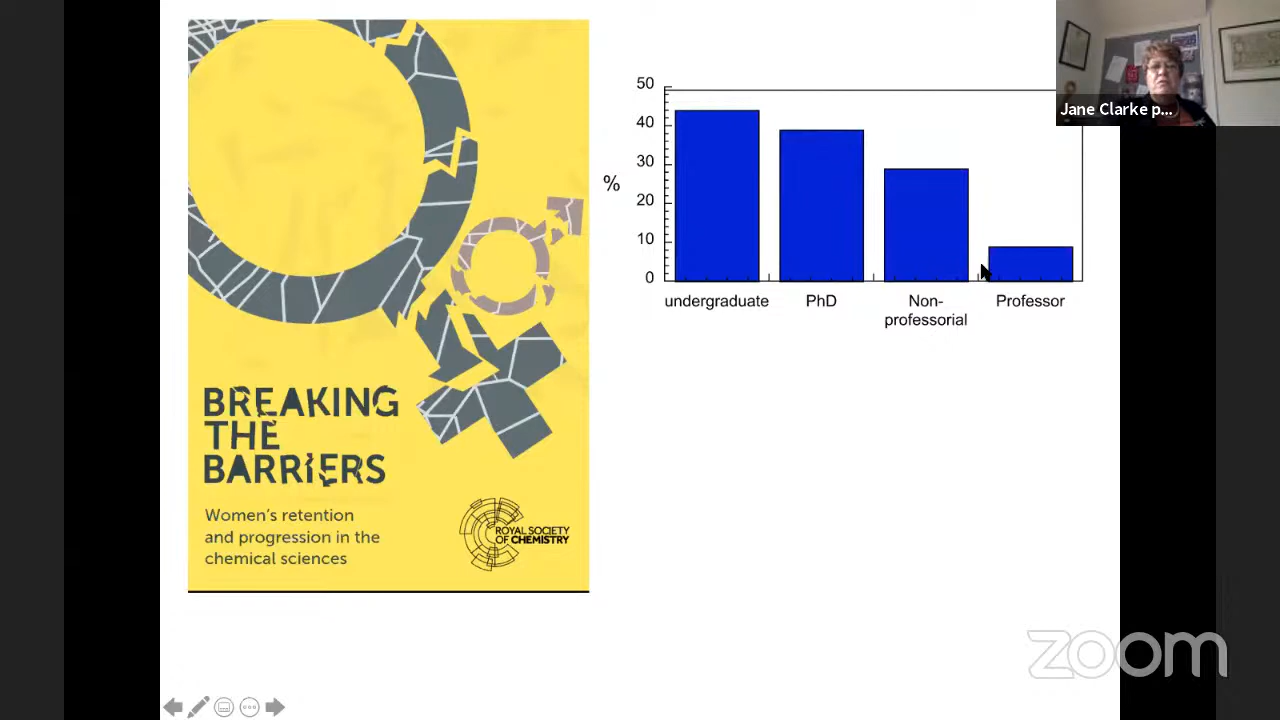 BREAKING
THE
BARRIERS
Women's retention
and progression in the
chemical sciences
ROYAL SOCIETY
OF CHEMISTRY
%
50
40
30
20
10
0
undergraduate
PhD
Non-
professorial
Professor
Jane Clarke p...
zoom